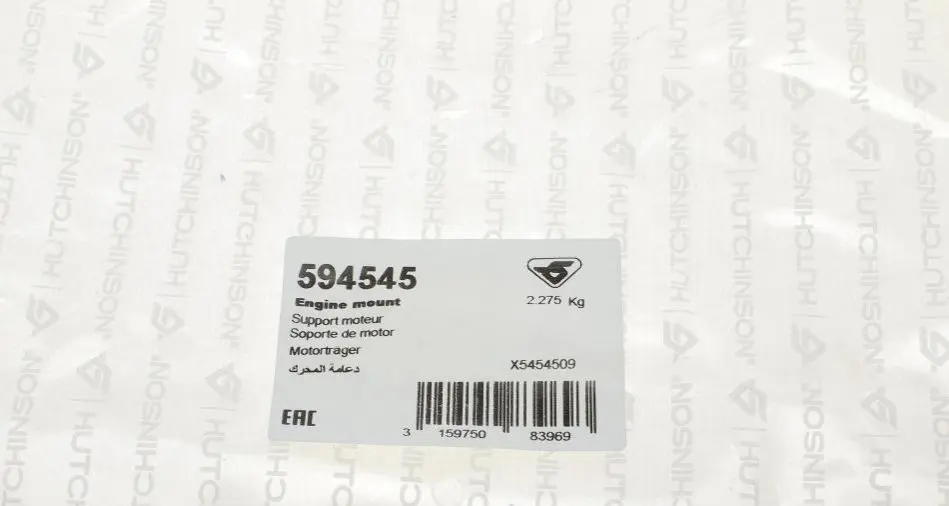 HUTCHINSON
594545
Engine mount
Support moteur
Soporte de motor
Motorträger
دعامة المحرك
2.275 Kg
X5454509
EAC
3 159750 83969